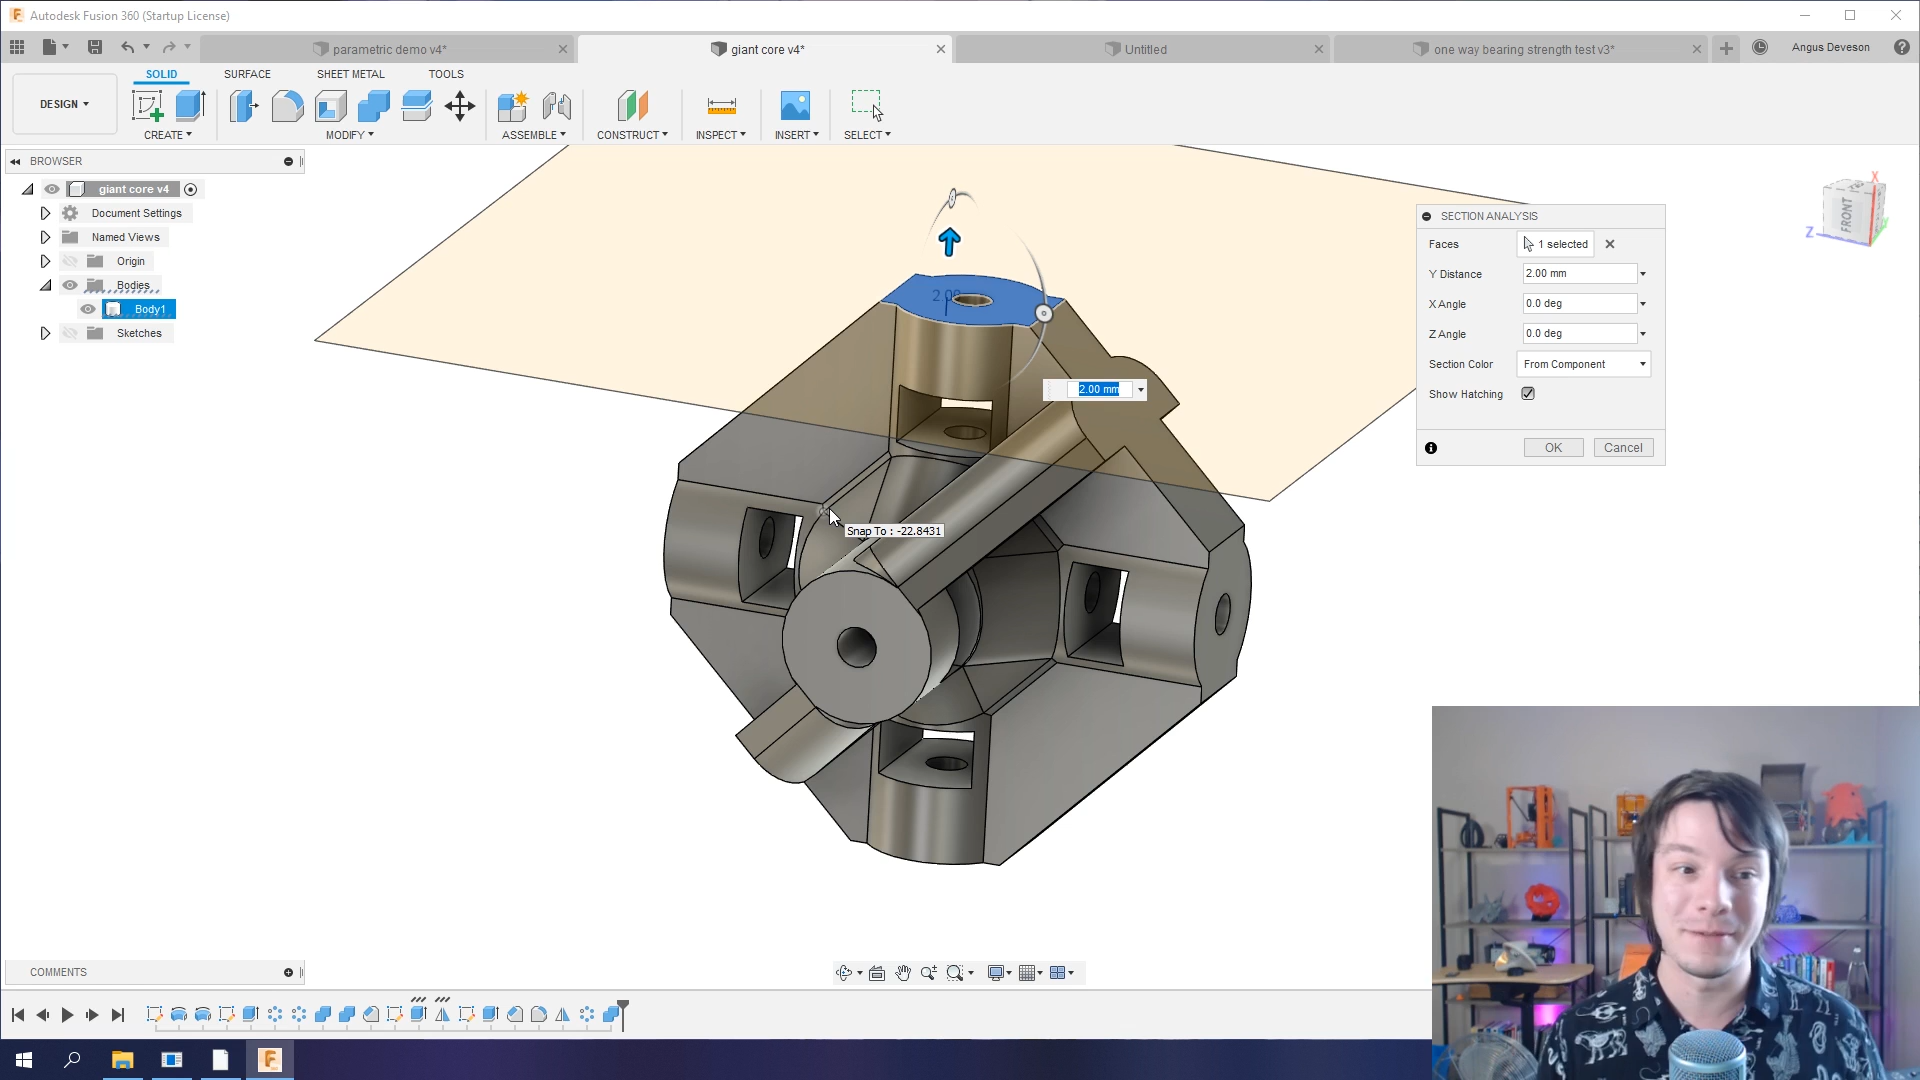 Autodesk Fusion 360 (Startup License)
parametric demo v4*
giant core v4*
Untitled
one way bearing strength test v3*
Angus Deveson
SOLID
SURFACE
SHEET METAL
TOOLS
DESIGN
CREATE
MODIFY
ASSEMBLE
CONSTRUCT
INSPECT
INSERT
SELECT
BROWSER
giant core v4
Document Settings
Named Views
Origin
Bodies
Body1
Sketches
X
FRONT
Z
SECTION ANALYSIS
Faces
1 selected
Y Distance
2.00 mm
X Angle
0.0 deg
Z Angle
0.0 deg
Section Color
From Component
Show Hatching
OK
Cancel
2.00
2.00 mm
Snap To : -22.8431
COMMENTS